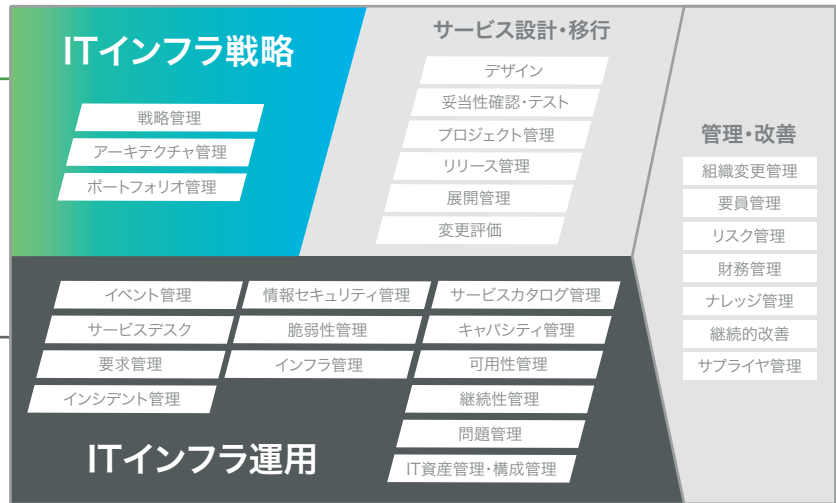 ITインフラ戦略
戦略管理
アーキテクチャ管理
ポートフォリオ管理
サービス設計・移行
デザイン
妥当性確認・テスト
プロジェクト管理
リリース管理
展開管理
変更評価
管理・改善
組織変更管理
要員管理
リスク管理
財務管理
ナレッジ管理
継続的改善
サプライヤ管理
イベント管理
サービスデスク
要求管理
インシデント管理
情報セキュリティ管理
脆弱性管理
インフラ管理
サービスカタログ管理
キャパシティ管理
可用性管理
継続性管理
問題管理
IT資産管理・構成管理
ITインフラ運用